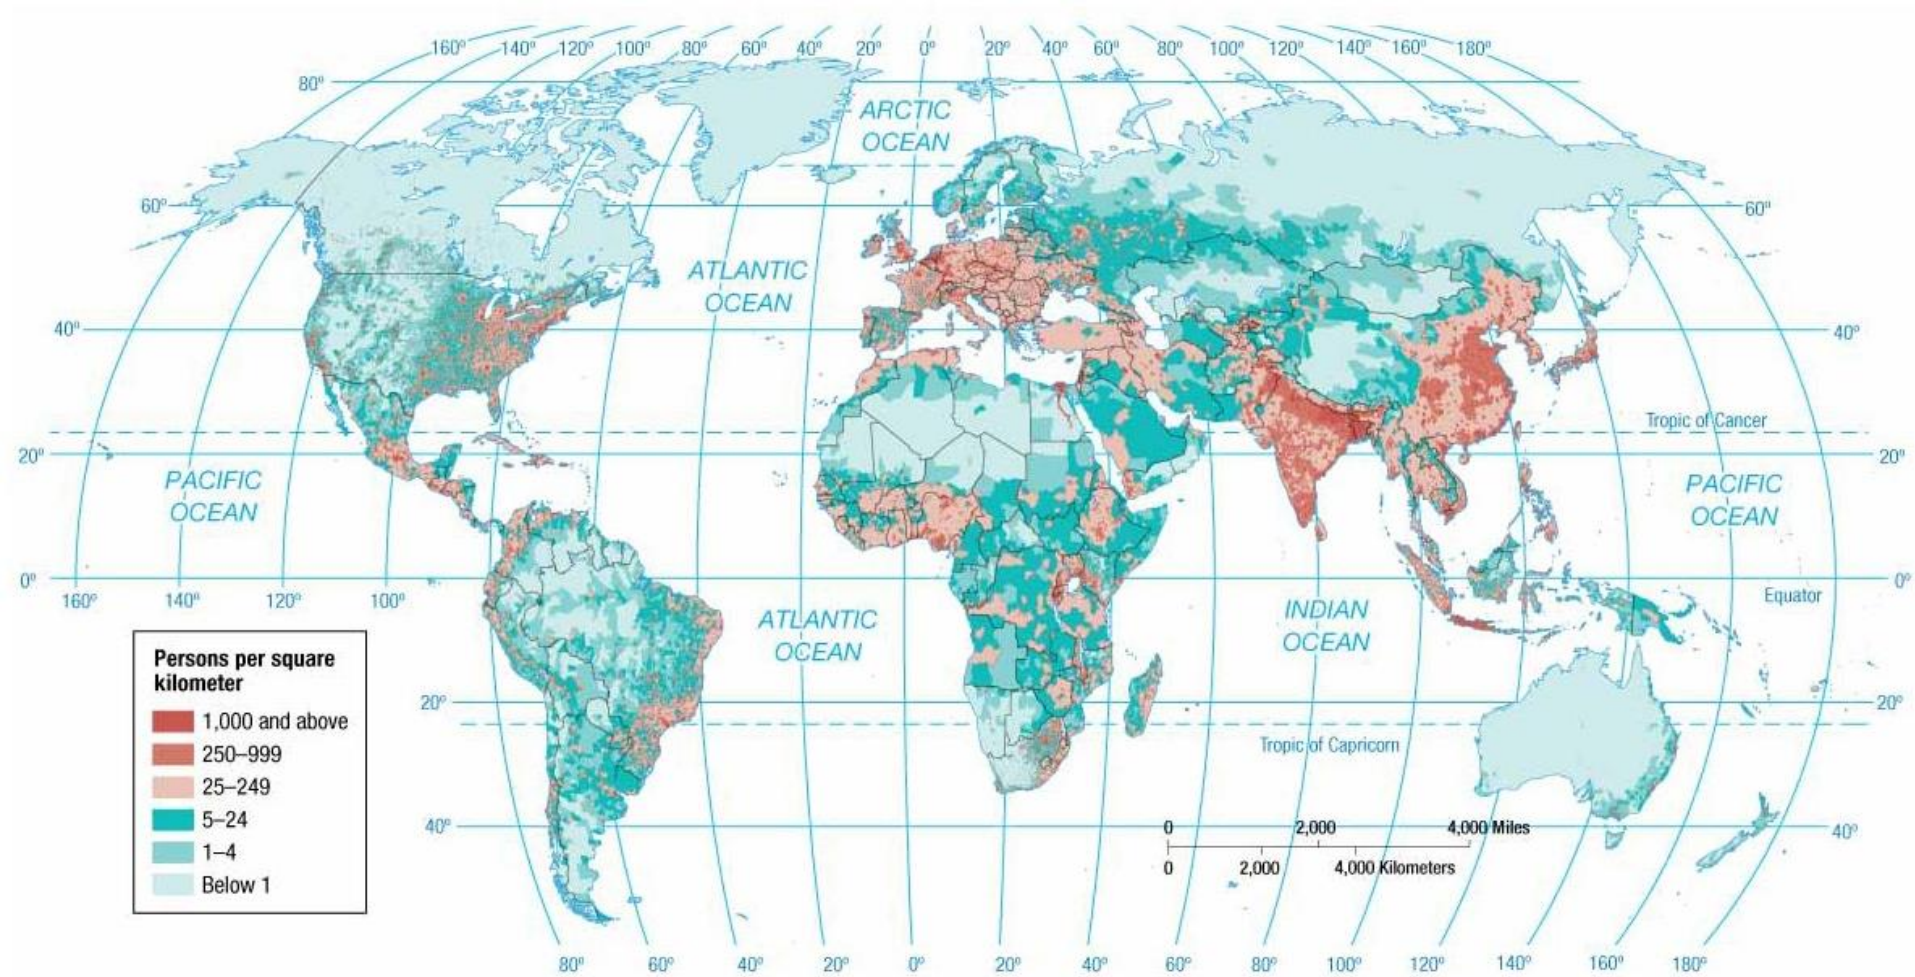 160º 140º 120º 100º 80º 60º 40º 20º 0º 20º 40º 60º 80º 100º 120º 140º 160º 180º
80º
ARCTIC
OCEAN
60º 60º
ATLANTIC
OCEAN
40º 40º
Tropic of Cancer
20º 20º
PACIFIC
OCEAN
PACIFIC
OCEAN
0º 0º
160º 140º 120º 100º
Equator
ATLANTIC
OCEAN
INDIAN
OCEAN
Persons per square
kilometer
1,000 and above
250–999
25–249
5–24
1–4
Below 1
20º 20º
Tropic of Capricorn
40º 40º
0 2,000 4,000 Miles
0 2,000 4,000 Kilometers
80º 60º 40º 20º 0º 20º 40º 60º 80º 100º 120º 140º 160º 180º